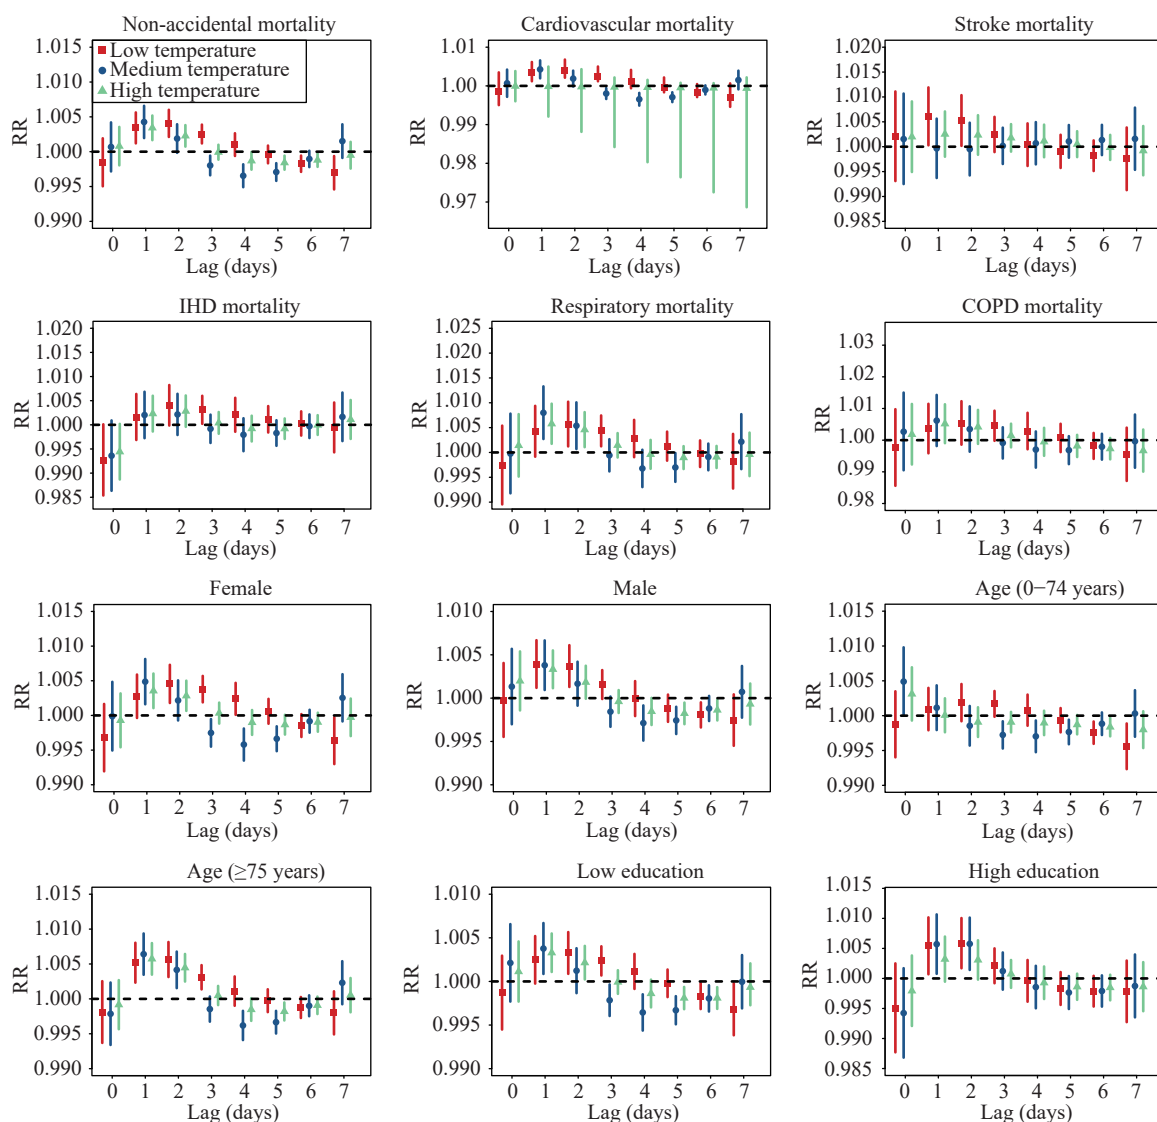 Non-accidental mortality
1.015
1.010
1.005
1.000
0.995
0.990
RR
Low temperature
Medium temperature
High temperature
0 1 2 3 4 5 6 7
Lag (days)
Cardiovascular mortality
1.01
1.00
0.99
0.98
0.97
RR
0 1 2 3 4 5 6 7
Lag (days)
Stroke mortality
1.020
1.015
1.010
1.005
1.000
0.995
0.990
0.985
RR
0 1 2 3 4 5 6 7
Lag (days)
IHD mortality
1.020
1.015
1.010
1.005
1.000
0.995
0.990
0.985
RR
0 1 2 3 4 5 6 7
Lag (days)
Respiratory mortality
1.025
1.020
1.015
1.010
1.005
1.000
0.995
0.990
RR
0 1 2 3 4 5 6 7
Lag (days)
COPD mortality
1.03
1.02
1.01
1.00
0.99
0.98
RR
0 1 2 3 4 5 6 7
Lag (days)
Female
1.015
1.010
1.005
1.000
0.995
0.990
RR
0 1 2 3 4 5 6 7
Lag (days)
Male
1.010
1.005
1.000
0.995
0.990
RR
0 1 2 3 4 5 6 7
Lag (days)
Age (0−74 years)
1.015
1.010
1.005
1.000
0.995
0.990
RR
0 1 2 3 4 5 6 7
Lag (days)
Age (≥75 years)
1.015
1.010
1.005
1.000
0.995
0.990
RR
0 1 2 3 4 5 6 7
Lag (days)
Low education
1.010
1.005
1.000
0.995
0.990
RR
0 1 2 3 4 5 6 7
Lag (days)
High education
1.015
1.010
1.005
1.000
0.995
0.990
0.985
RR
0 1 2 3 4 5 6 7
Lag (days)